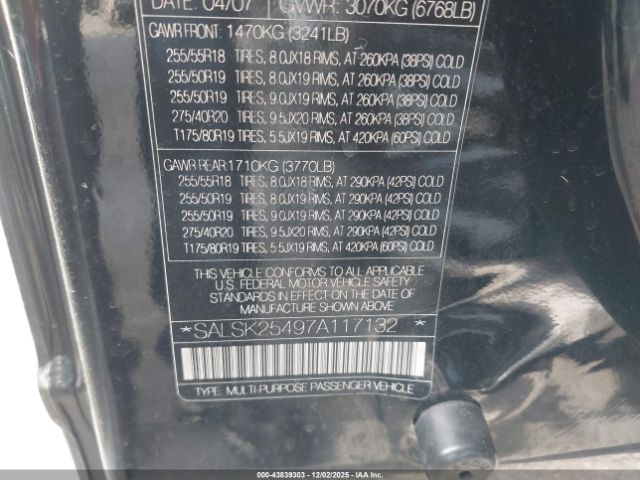 DATE: 04/07 GVWR: 3070KG (6768LB)
GAWR FRONT: 1470KG (3241LB)
255/55R18 TIRES, 8.0JX18 RIMS, AT 260KPA (38PSI) COLD
255/50R19 TIRES, 8.0JX19 RIMS, AT 260KPA (38PSI) COLD
255/50R19 TIRES, 9.0JX19 RIMS, AT 260KPA (38PSI) COLD
275/40R20 TIRES, 9.5JX20 RIMS, AT 260KPA (38PSI) COLD
T175/80R19 TIRES, 5.5JX19 RIMS, AT 420KPA (60PSI) COLD
GAWR REAR: 1710KG (3770LB)
255/55R18 TIRES, 8.0JX18 RIMS, AT 290KPA (42PSI) COLD
255/50R19 TIRES, 8.0JX19 RIMS, AT 290KPA (42PSI) COLD
255/50R19 TIRES, 9.0JX19 RIMS, AT 290KPA (42PSI) COLD
275/40R20 TIRES, 9.5JX20 RIMS, AT 290KPA (42PSI) COLD
T175/80R19 TIRES, 5.5JX19 RIMS, AT 420KPA (60PSI) COLD
THIS VEHICLE CONFORMS TO ALL APPLICABLE
U.S. FEDERAL MOTOR VEHICLE SAFETY
STANDARDS IN EFFECT ON THE DATE OF
MANUFACTURE SHOWN ABOVE
*SALSK25497A117132*
TYPE: MULTI-PURPOSE PASSENGER VEHICLE
000-43839303 - 12/02/2025 - IAAI.COM